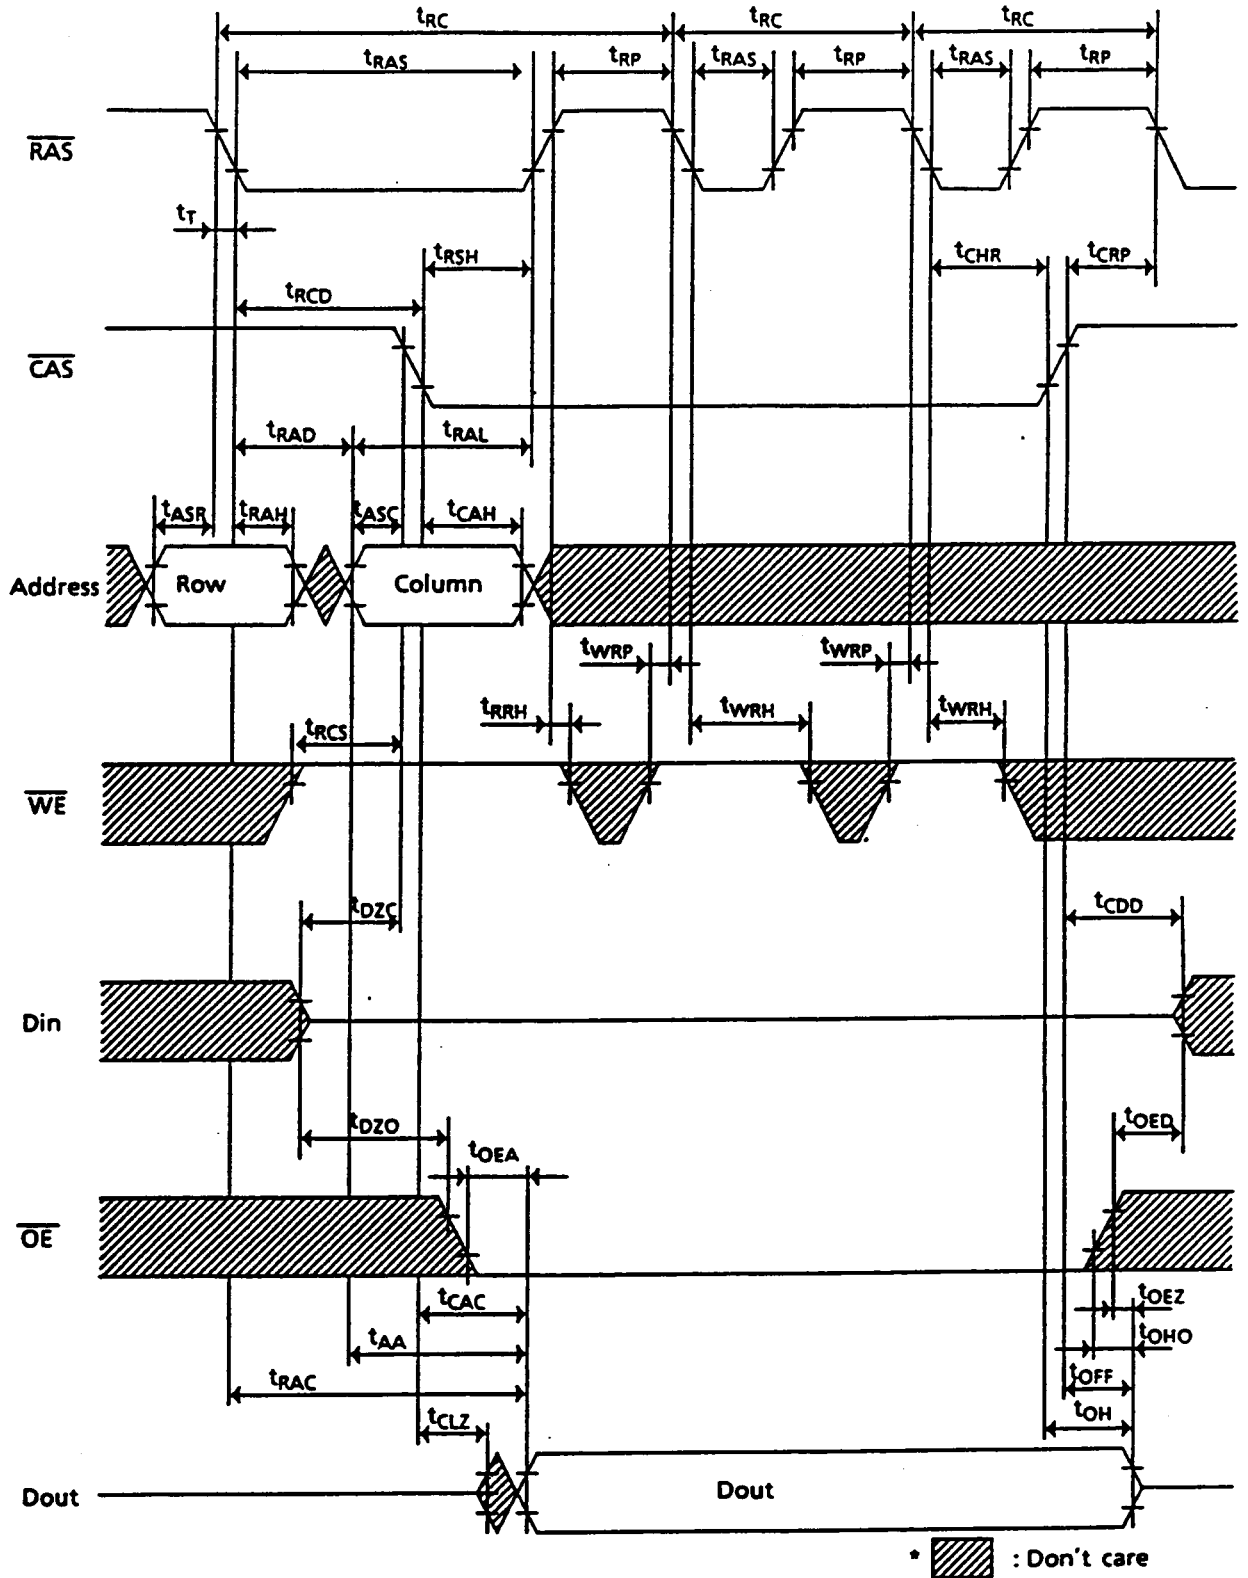 tRC tRC tRC
tRAS tRP tRAS tRP tRAS tRP
RAS
tT
tRSH tCHR tCRP
tRCD
CAS
tRAD tRAL
tASR tRAH tASC tCAH
Address Row Column
tWRP tWRP
tRRH tWRH tWRH
tRCS
WE
tDZC tCDD
Din
tDZO tOED
tOEA
OE
tCAC tOEZ
tAA tOHO
tRAC tOFF
tCLZ tOH
Dout Dout
* : Don't care